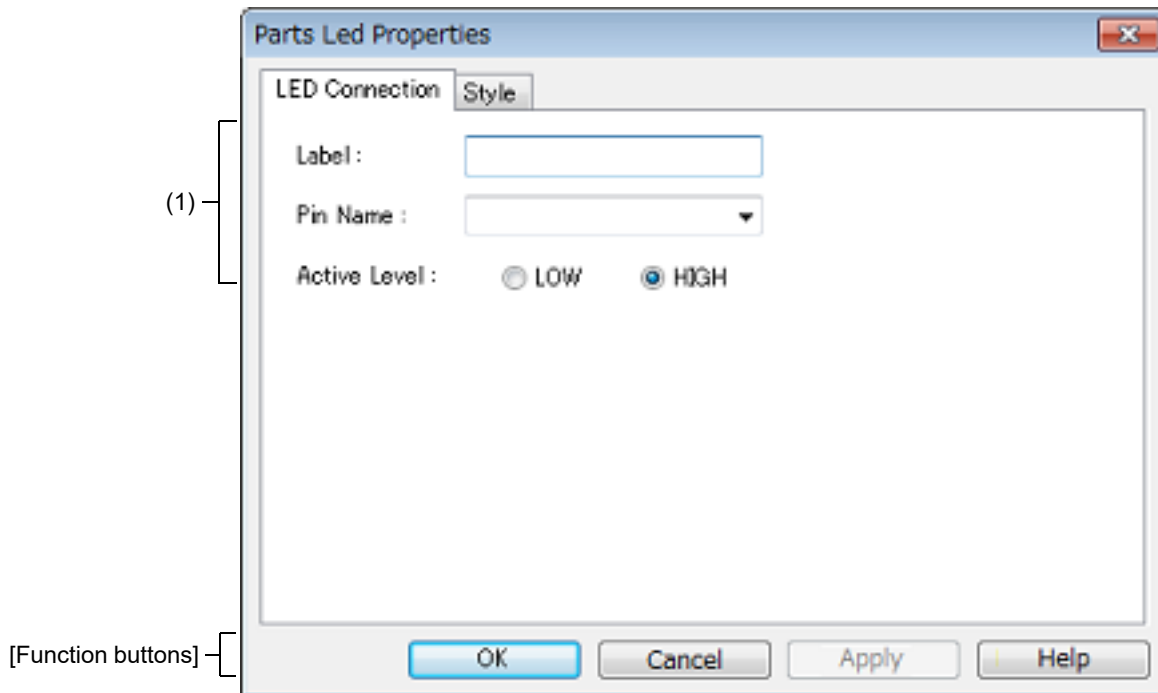 Parts Led Properties
LED Connection Style
Label :
(1)
Pin Name :
Active Level : LOW HIGH
[Function buttons]
OK Cancel Apply Help